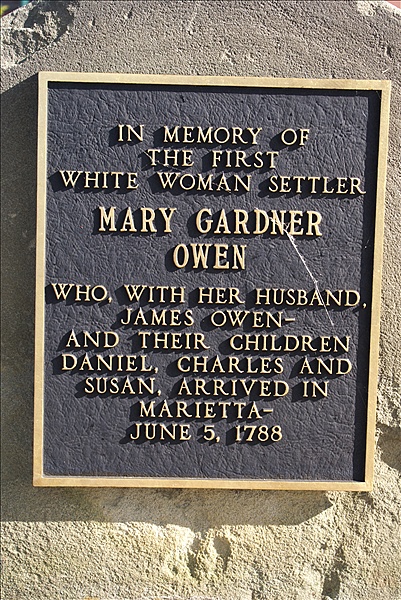 IN MEMORY OF
THE FIRST
WHITE WOMAN SETTLER
MARY GARDNER
OWEN
WHO, WITH HER HUSBAND,
JAMES OWEN-
AND THEIR CHILDREN
DANIEL, CHARLES AND
SUSAN, ARRIVED IN
MARIETTA-
JUNE 5, 1788